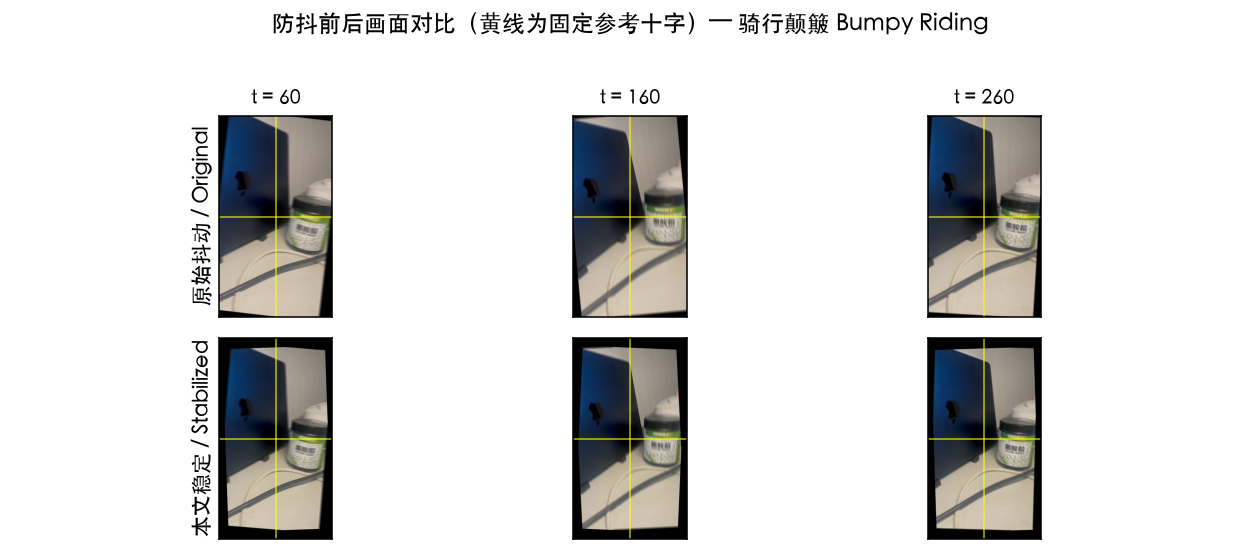 防抖前后画面对比（黄线为固定参考十字）— 骑行颠簸 Bumpy Riding
t = 60
t = 160
t = 260
原始抖动 / Original
本文稳定 / Stabilized